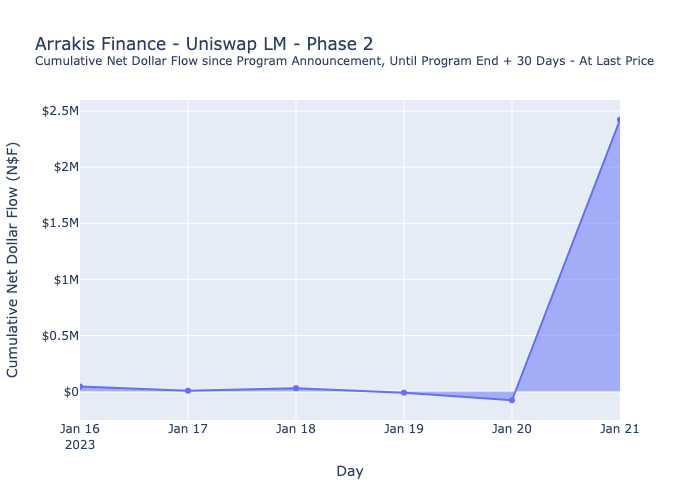 Arrakis Finance - Uniswap LM - Phase 2
Cumulative Net Dollar Flow since Program Announcement, Until Program End + 30 Days - At Last Price
Cumulative Net Dollar Flow (N$F)
$2.5M
$2M
$1.5M
$1M
$0.5M
$0
Jan 16 Jan 17 Jan 18 Jan 19 Jan 20 Jan 21
2023
Day